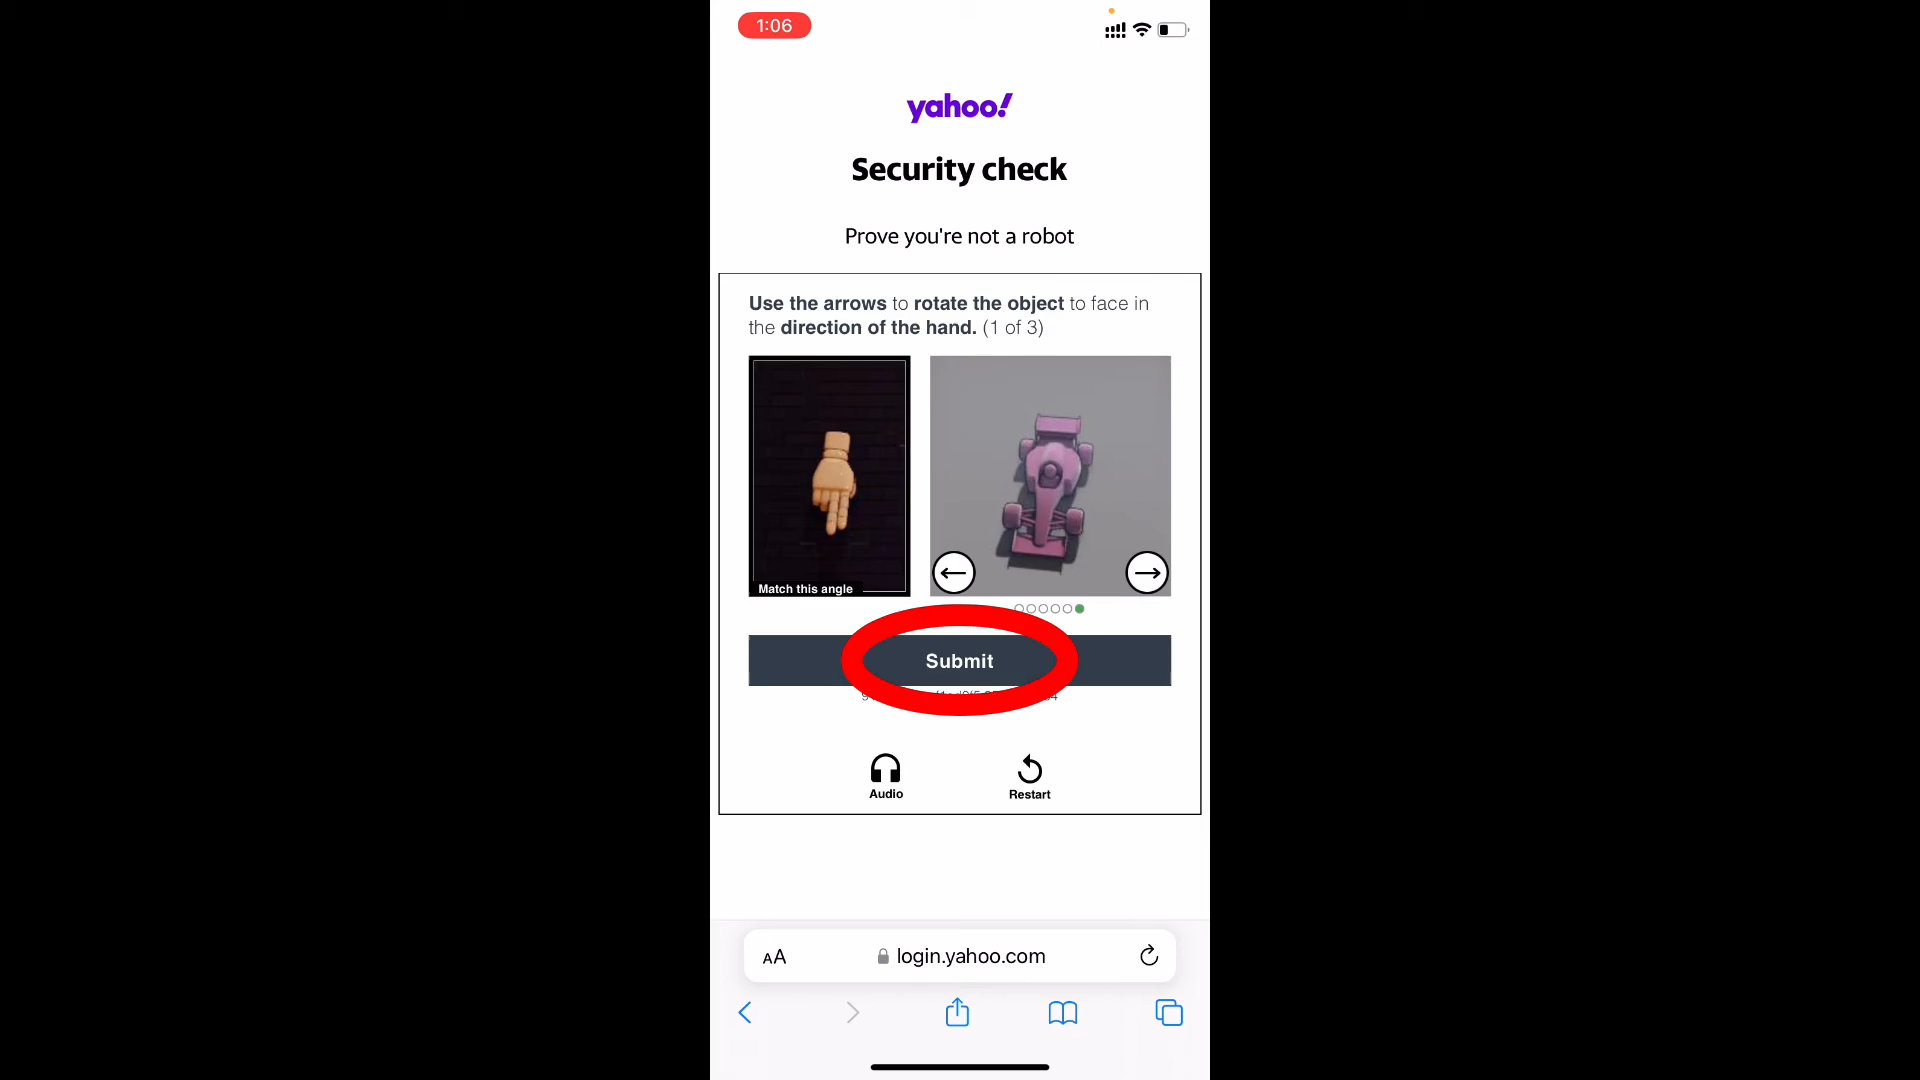 1:06
yahoo!
Security check
Prove you're not a robot
Use the arrows to rotate the object to face in
the direction of the hand. (1 of 3)
Match this angle
Submit
Audio
Restart
AA
login.yahoo.com